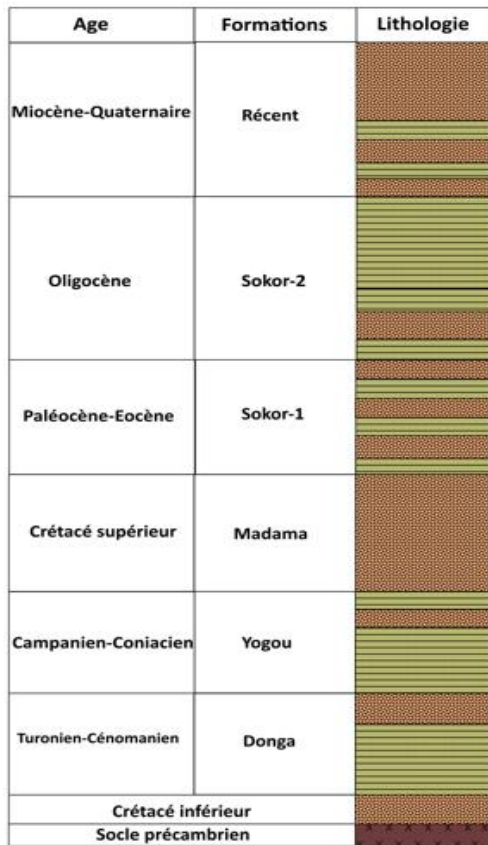 Age Formations Lithologie
Miocène-Quaternaire Récent
Oligocène Sokor-2
Paléocène-Eocène Sokor-1
Crétacé supérieur Madama
Campanien-Coniacien Yogou
Turonien-Cénomanien Donga
Crétacé inférieur
Socle précambrien